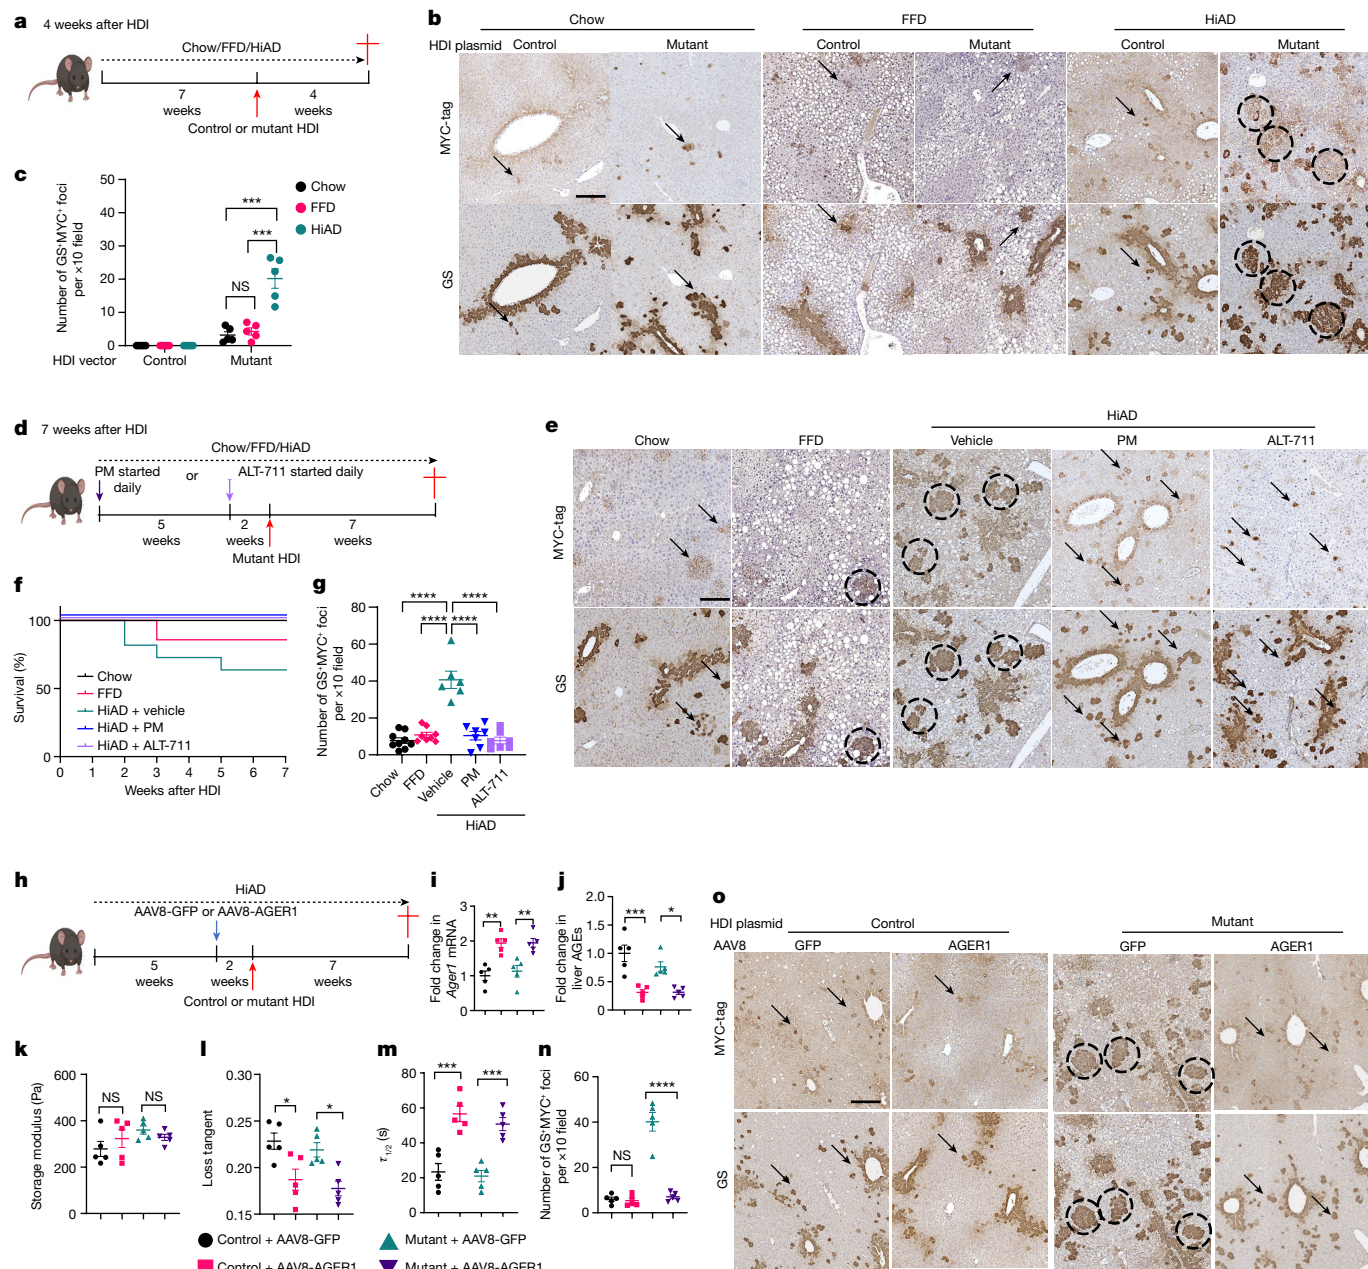 a
4 weeks after HDI
Chow/FFD/HiAD
7
weeks
4
weeks
Control or mutant HDI
b
Chow
FFD
HiAD
HDI plasmid
Control
Mutant
Control
Mutant
Control
Mutant
MYC-tag
GS
c
Number of GS⁺MYC⁺ foci
per ×10 field
50
40
30
20
10
0
***
***
NS
Chow
FFD
HiAD
HDI vector
Control
Mutant
d
7 weeks after HDI
Chow/FFD/HiAD
PM started
daily
or
ALT-711 started daily
5
weeks
2
weeks
7
weeks
Mutant HDI
e
HiAD
Chow
FFD
Vehicle
PM
ALT-711
MYC-tag
GS
f
Survival (%)
100
50
0
Chow
FFD
HiAD + vehicle
HiAD + PM
HiAD + ALT-711
0 1 2 3 4 5 6 7
Weeks after HDI
g
Number of GS⁺MYC⁺ foci
per ×10 field
80
60
40
20
0
**** ****
**** ****
Chow
FFD
Vehicle
PM
ALT-711
HiAD
h
HiAD
AAV8-GFP or AAV8-AGER1
5
weeks
2
weeks
7
weeks
Control or mutant HDI
i
Fold change in
Ager1 mRNA
3
2
1
0
** **
j
Fold change in
liver AGEs
2.0
1.5
1.0
0.5
0
*** *
k
Storage modulus (Pa)
600
400
200
0
NS NS
l
Loss tangent
0.30
0.25
0.20
0.15
* *
m
τ1/2 (s)
80
60
40
20
0
*** ***
n
Number of GS⁺MYC⁺ foci
per ×10 field
60
40
20
0
NS
****
Control + AAV8-GFP
Mutant + AAV8-GFP
Control + AAV8-AGER1
Mutant + AAV8-AGER1
o
HDI plasmid
Control
Mutant
AAV8
GFP
AGER1
GFP
AGER1
MYC-tag
GS